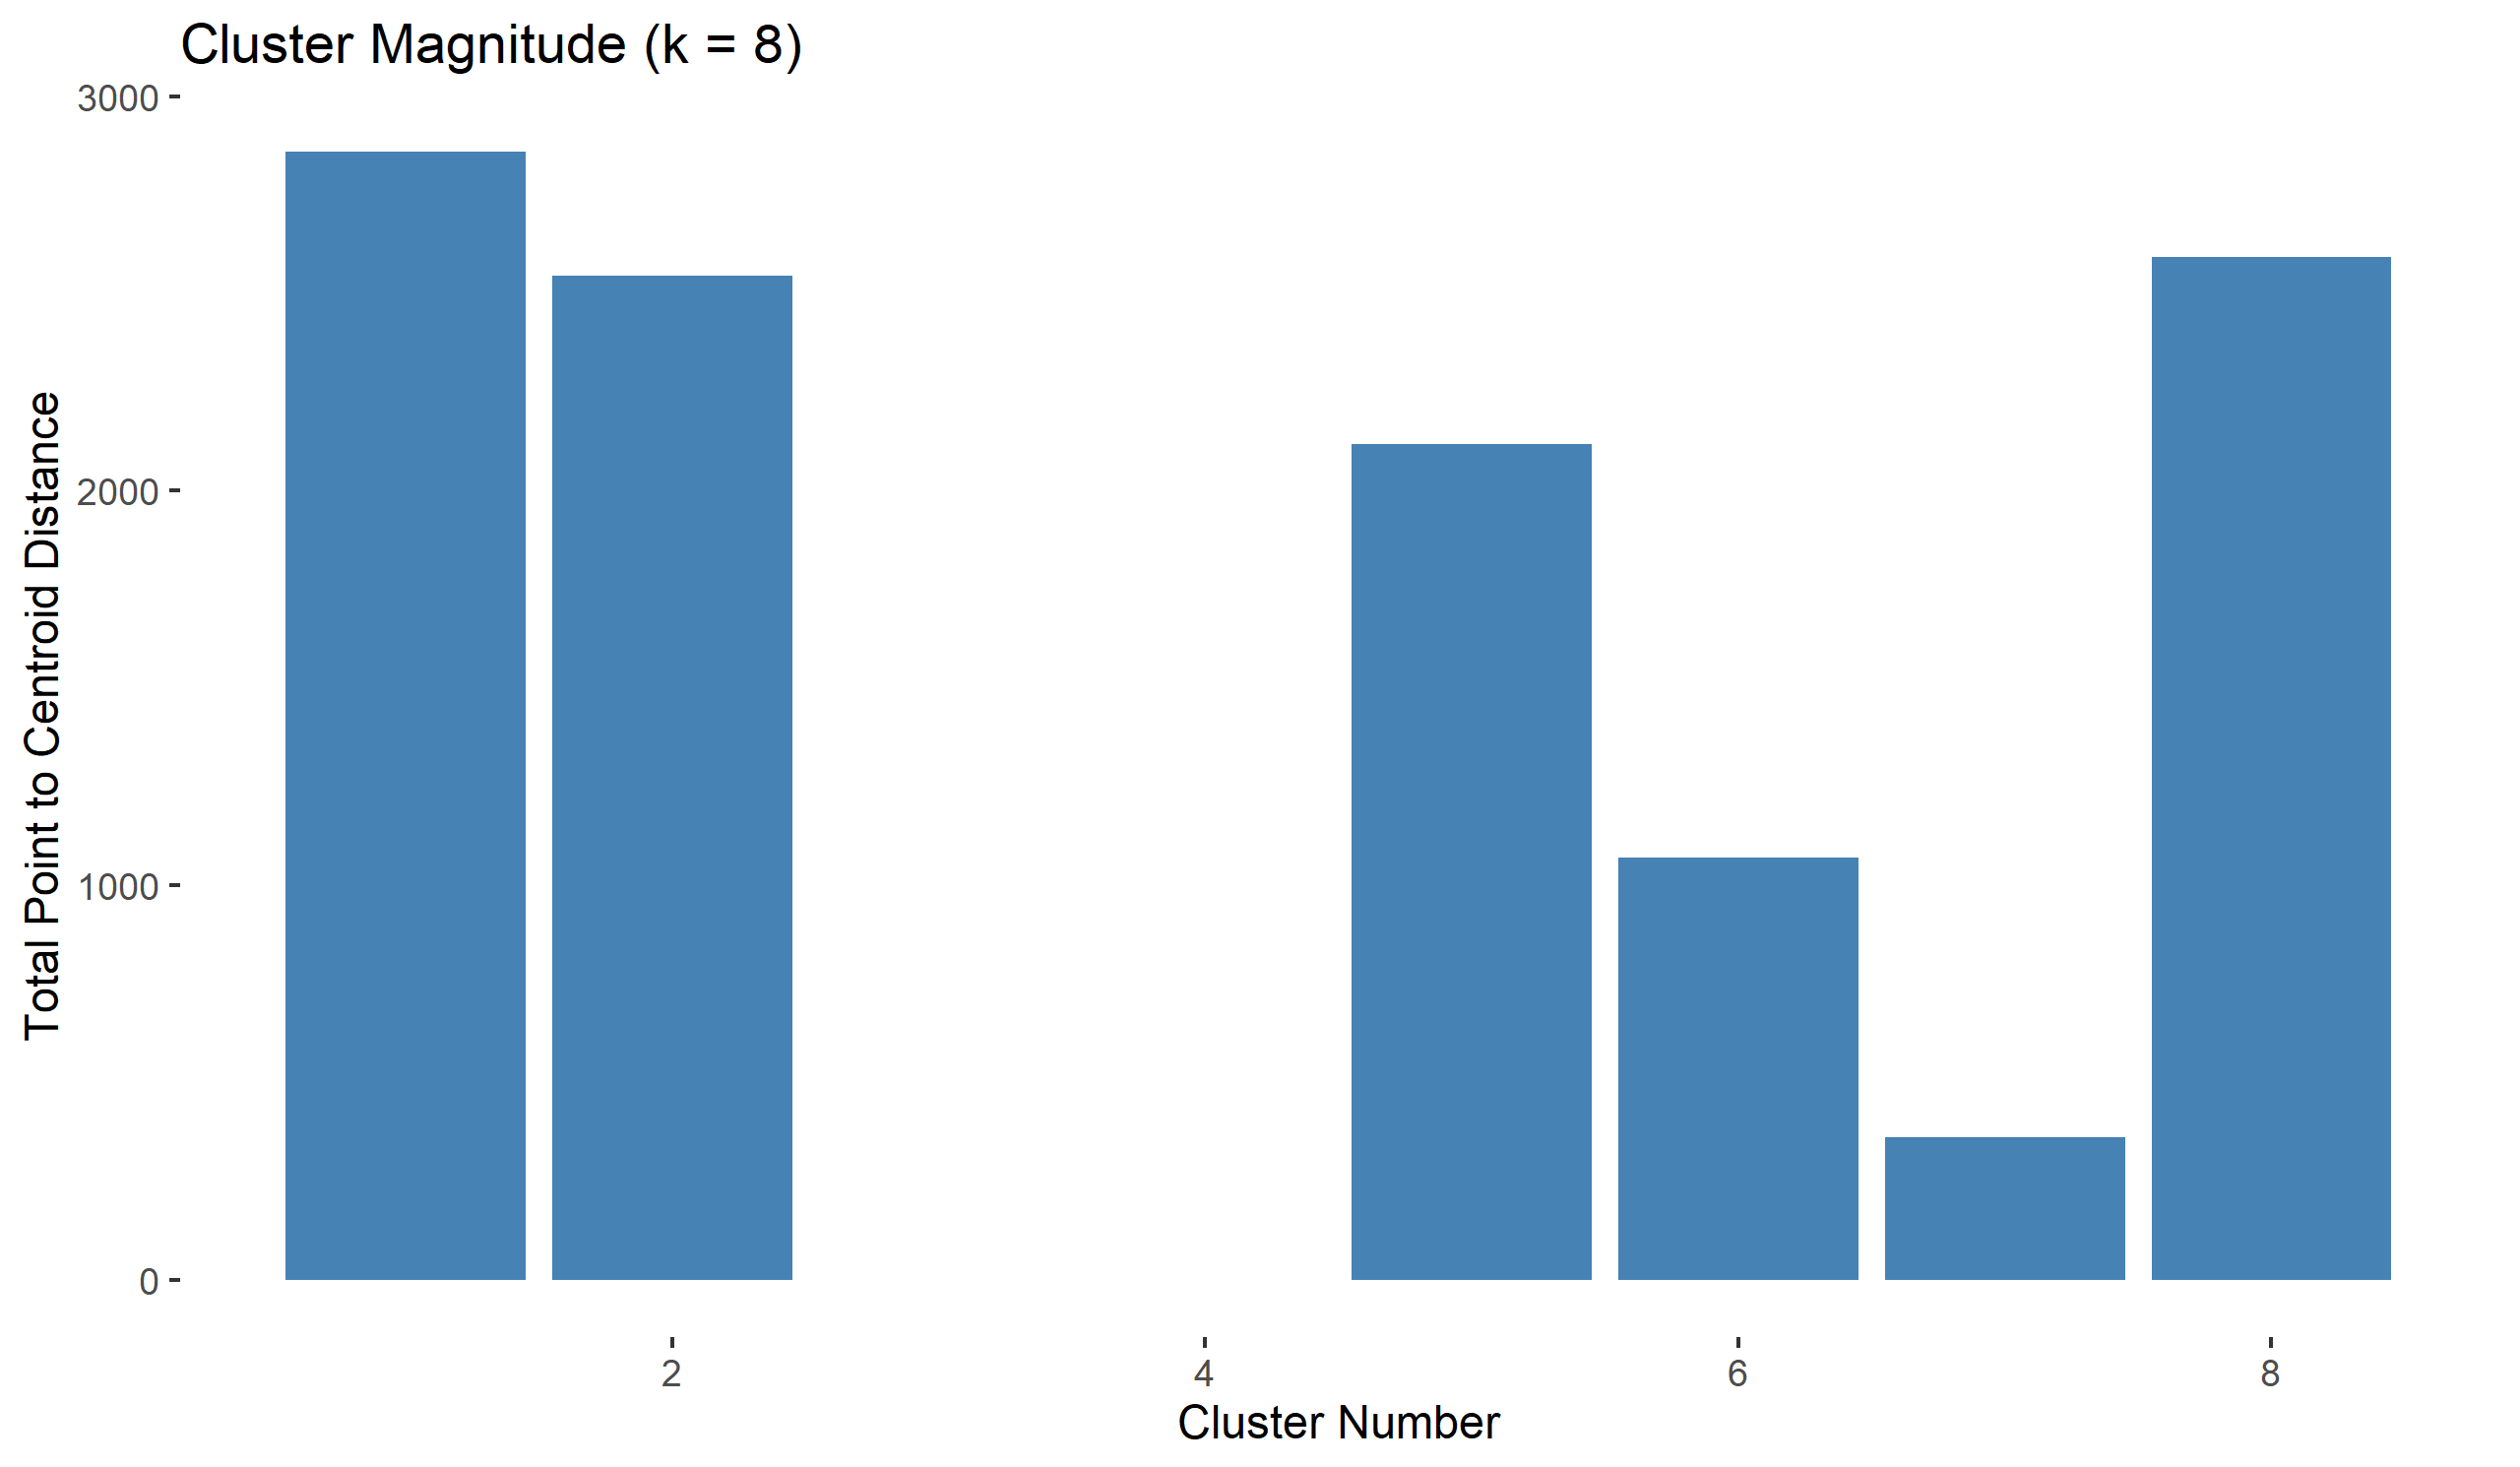 Cluster Magnitude (k = 8)
3000
2000
1000
0
Total Point to Centroid Distance
2
4
6
8
Cluster Number